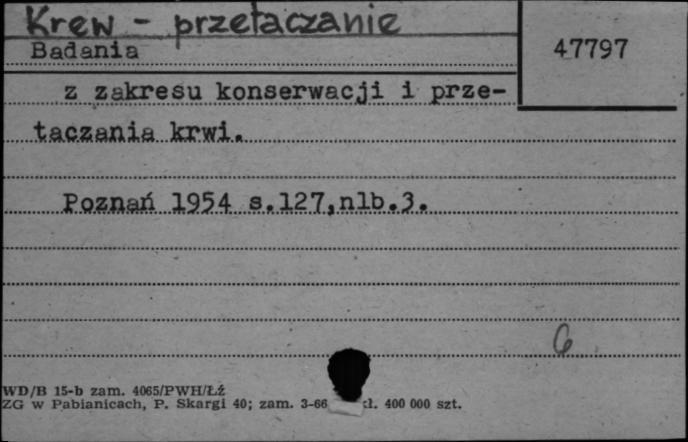 Krew - przetaczanie
Badania
47797
z zakresu konserwacji i prze-
taczania krwi.
Poznań 1954 s.127,nlb.3.
6
WD/B 15-b zam. 4065/PWH/Łź
ZG w Pabianicach, P. Skargi 40; zam. 3-66 kł. 400 000 szt.